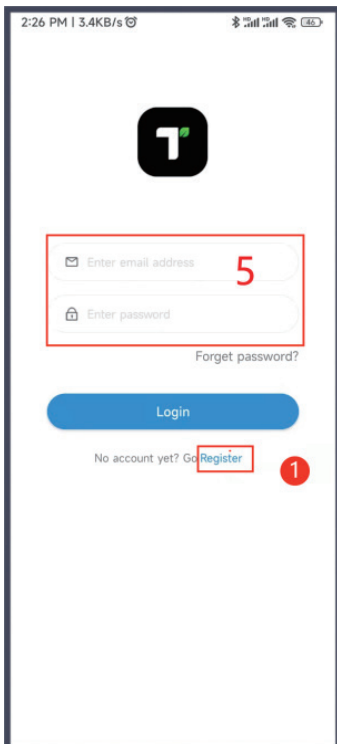 2:26 PM | 3.4KB/s 46
T
Enter email address
5
Enter password
Forget password?
Login
No account yet? Go Register
1